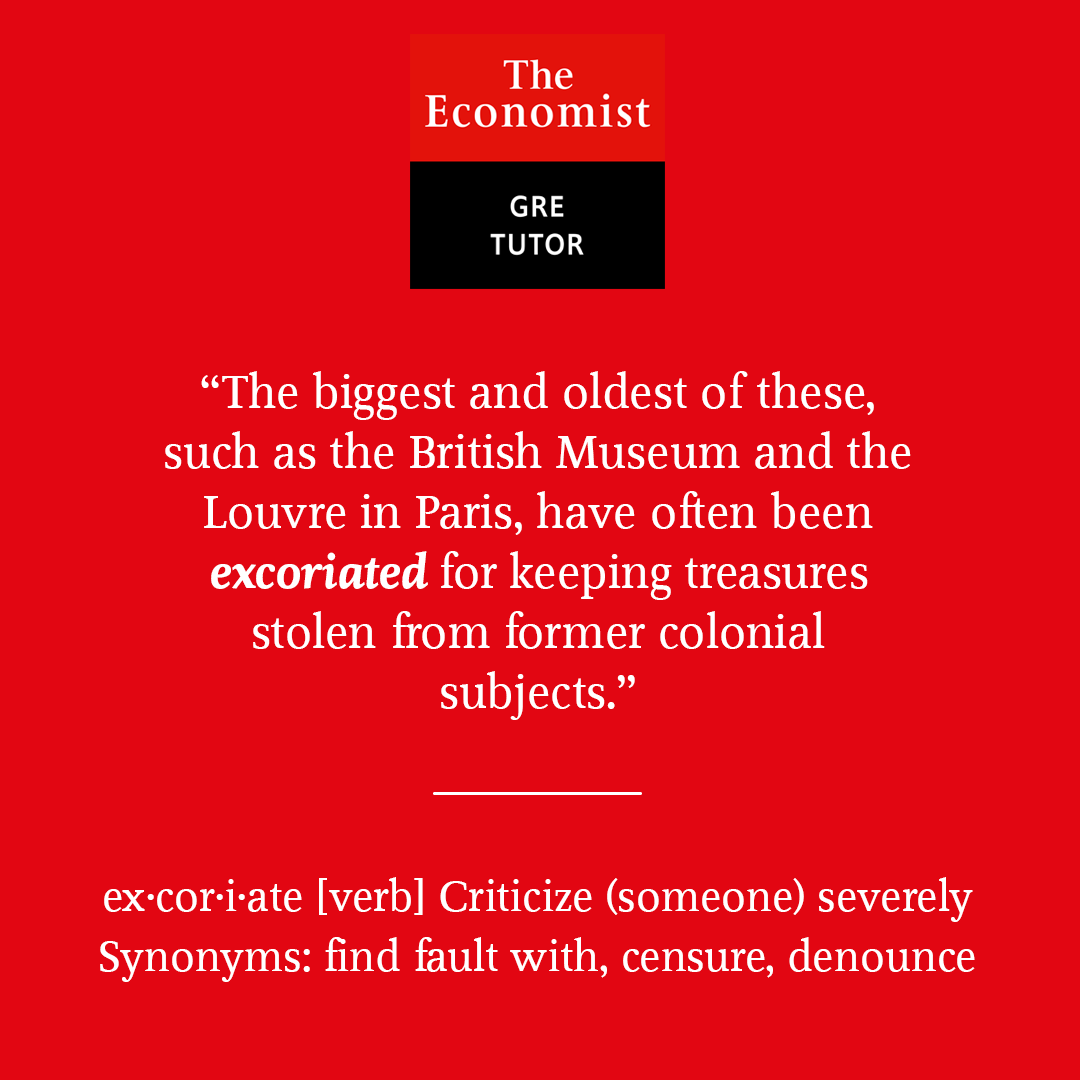 The
Economist
GRE
TUTOR
“The biggest and oldest of these,
such as the British Museum and the
Louvre in Paris, have often been
excoriated for keeping treasures
stolen from former colonial
subjects.”
ex·cor·i·ate [verb] Criticize (someone) severely
Synonyms: find fault with, censure, denounce